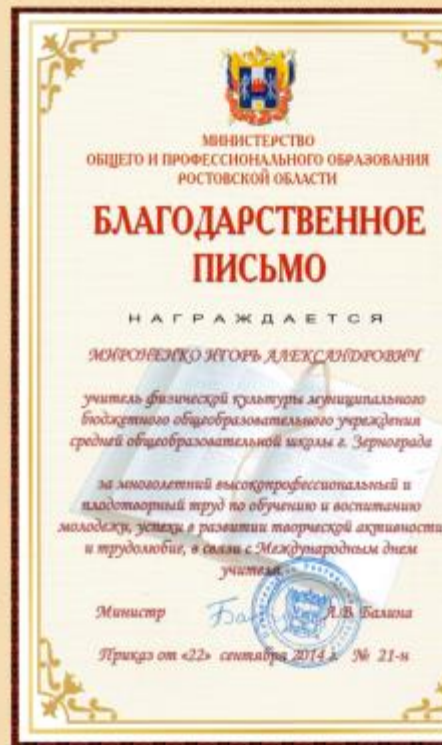 МИНИСТЕРСТВО
ОБЩЕГО И ПРОФЕССИОНАЛЬНОГО ОБРАЗОВАНИЯ
РОСТОВСКОЙ ОБЛАСТИ
БЛАГОДАРСТВЕННОЕ
ПИСЬМО
НАГРАЖДАЕТСЯ
МИРОНЕНКО ИГОРЬ АЛЕКСАНДРОВИЧ
учитель физической культуры муниципального
бюджетного общеобразовательного учреждения
средней общеобразовательной школы г. Зернограда
за многолетний высокопрофессиональный и
плодотворный труд по обучению и воспитанию
молодежи, успехи в развитии творческой активности
и трудолюбие, в связи с Международным днем
учителя
Министр Л.В. Балина
Приказ от «22» сентября 2014 г. № 21-н